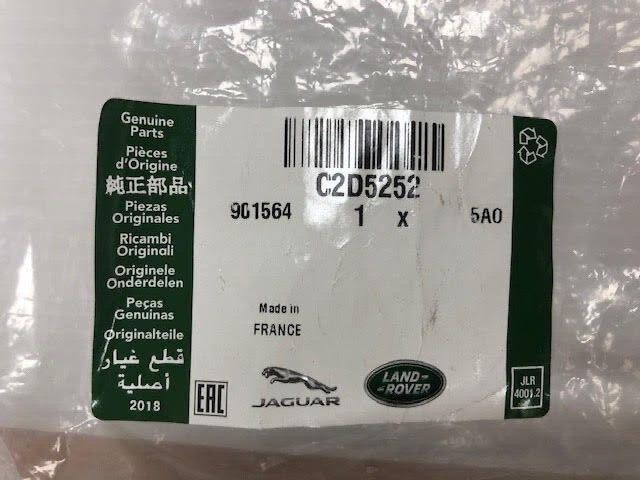 Genuine
Parts
Pièces
d'Origine
純正部品
Piezas
Originales
Ricambi
Originali
Originele
Onderdelen
Peças
Genuínas
Originalteile
قطع غيار
أصلية
2018
C2D5252
901564 1 x 5A0
Made in
FRANCE
EAC
JAGUAR
LAND-
-ROVER
JLR
4001.2